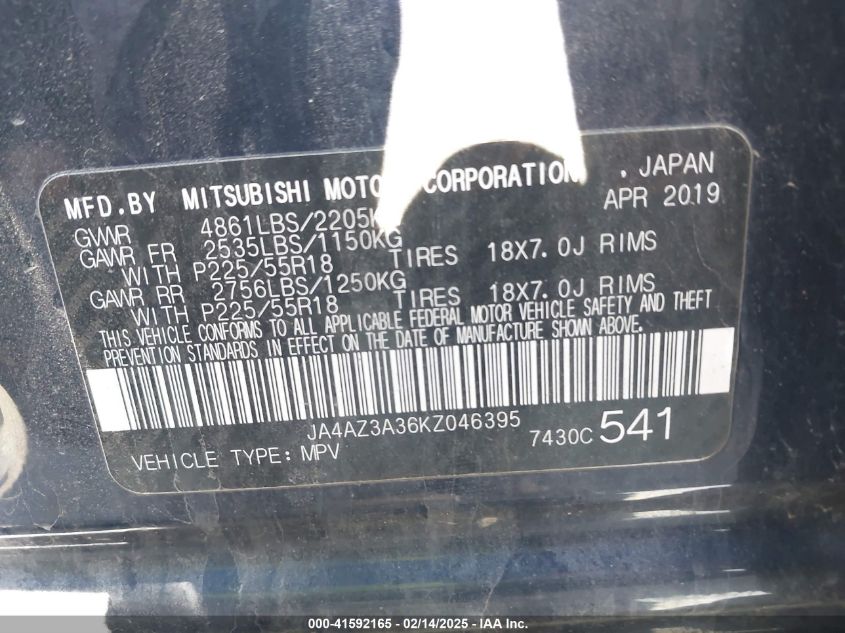 MFD.BY MITSUBISHI CORPORATION . JAPAN
APR 2019
GVWR 4861LBS/2205KG
GAWR FR 2535LBS/1150KG
WITH P225/55R18 TIRES 18X7.0J RIMS
GAWR RR 2756LBS/1250KG
WITH P225/55R18 TIRES 18X7.0J RIMS
THIS VEHICLE CONFORMS TO ALL APPLICABLE FEDERAL MOTOR VEHICLE SAFETY AND THEFT
PREVENTION STANDARDS IN EFFECT ON THE DATE OF MANUFACTURE SHOWN ABOVE.
JA4AZ3A36KZ046395
7430C 541
VEHICLE TYPE: MPV
000-41592165 - 02/14/2025 - IAA Inc.